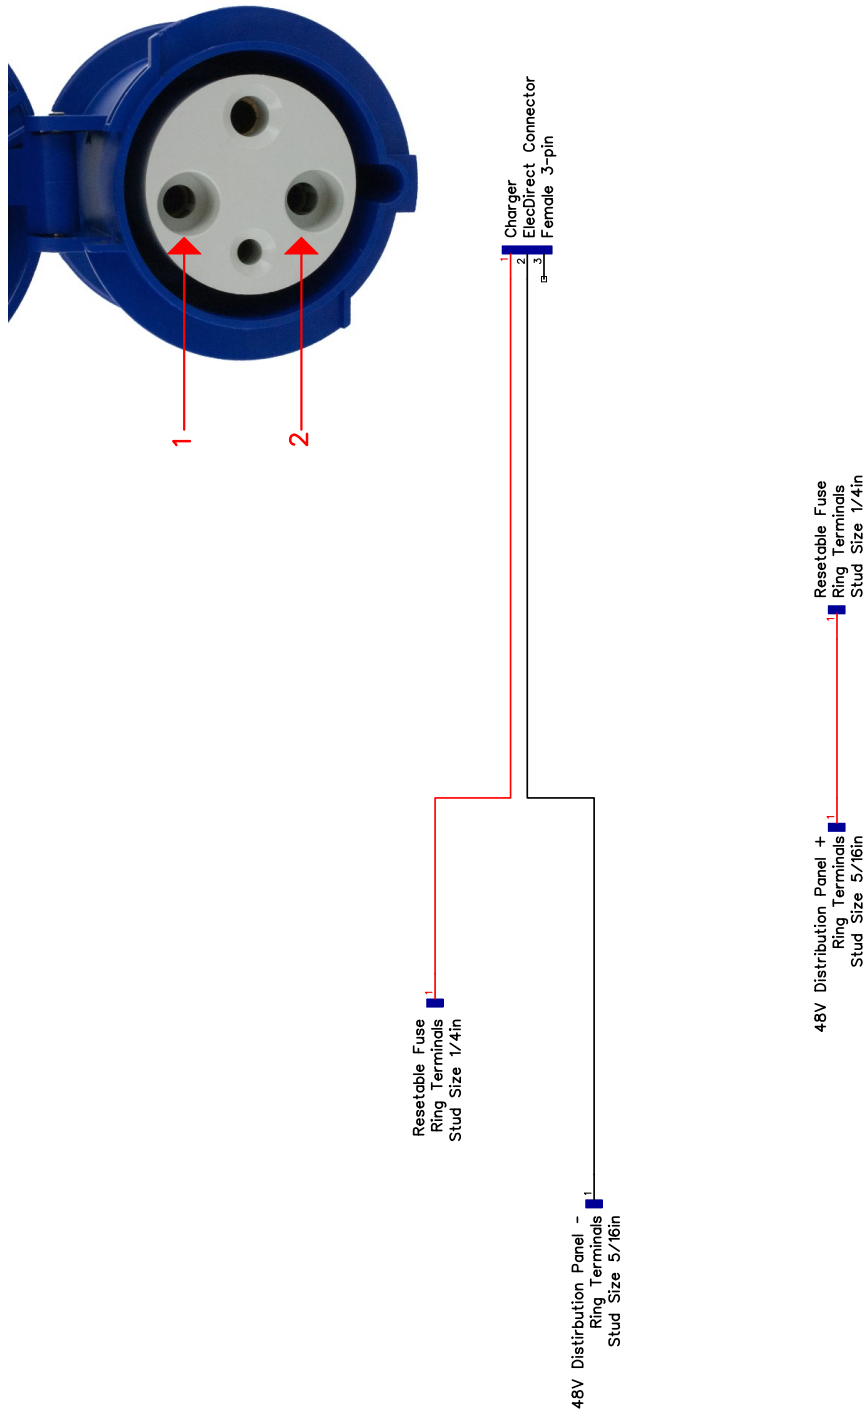 1
2
Charger
ElecDirect Connector
Female 3-pin
1
2
3
Resetable Fuse
Ring Terminals
Stud Size 1/4in
1
48V Distirbution Panel -
Ring Terminals
Stud Size 5/16in
1
Resetable Fuse
Ring Terminals
Stud Size 1/4in
1
48V Distribution Panel +
Ring Terminals
Stud Size 5/16in
1